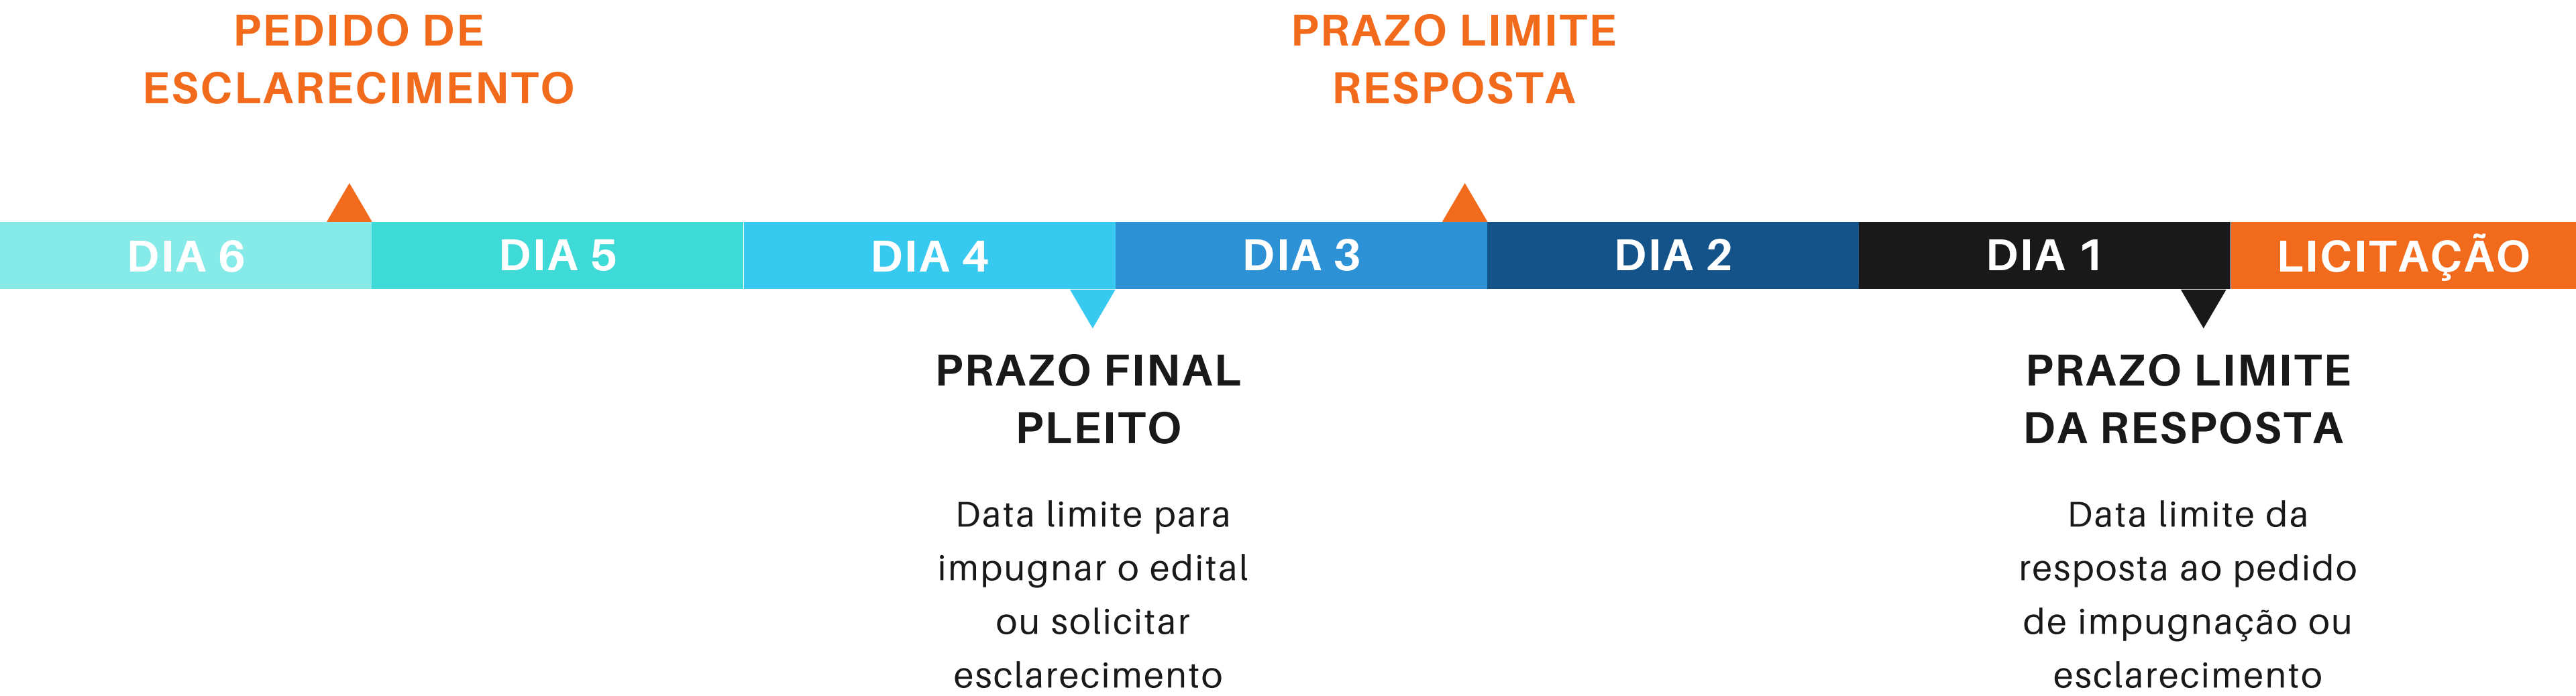 PEDIDO DE
ESCLARECIMENTO
PRAZO LIMITE
RESPOSTA
DIA 6
DIA 5
DIA 4
DIA 3
DIA 2
DIA 1
LICITAÇÃO
PRAZO FINAL
PLEITO
Data limite para
impugnar o edital
ou solicitar
esclarecimento
PRAZO LIMITE
DA RESPOSTA
Data limite da
resposta ao pedido
de impugnação ou
esclarecimento